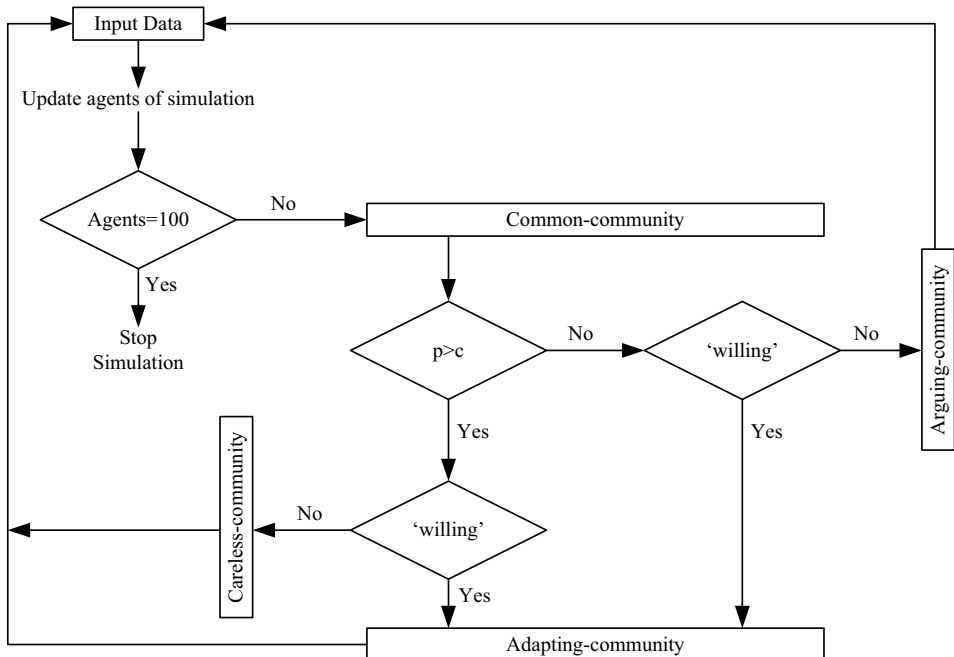 Input Data
Update agents of simulation
Agents=100
No
Common-community
Yes
Stop
Simulation
p>c
No
‘willing’
No
Arguing-community
Yes
Yes
Careless-community
No
‘willing’
Yes
Adapting-community